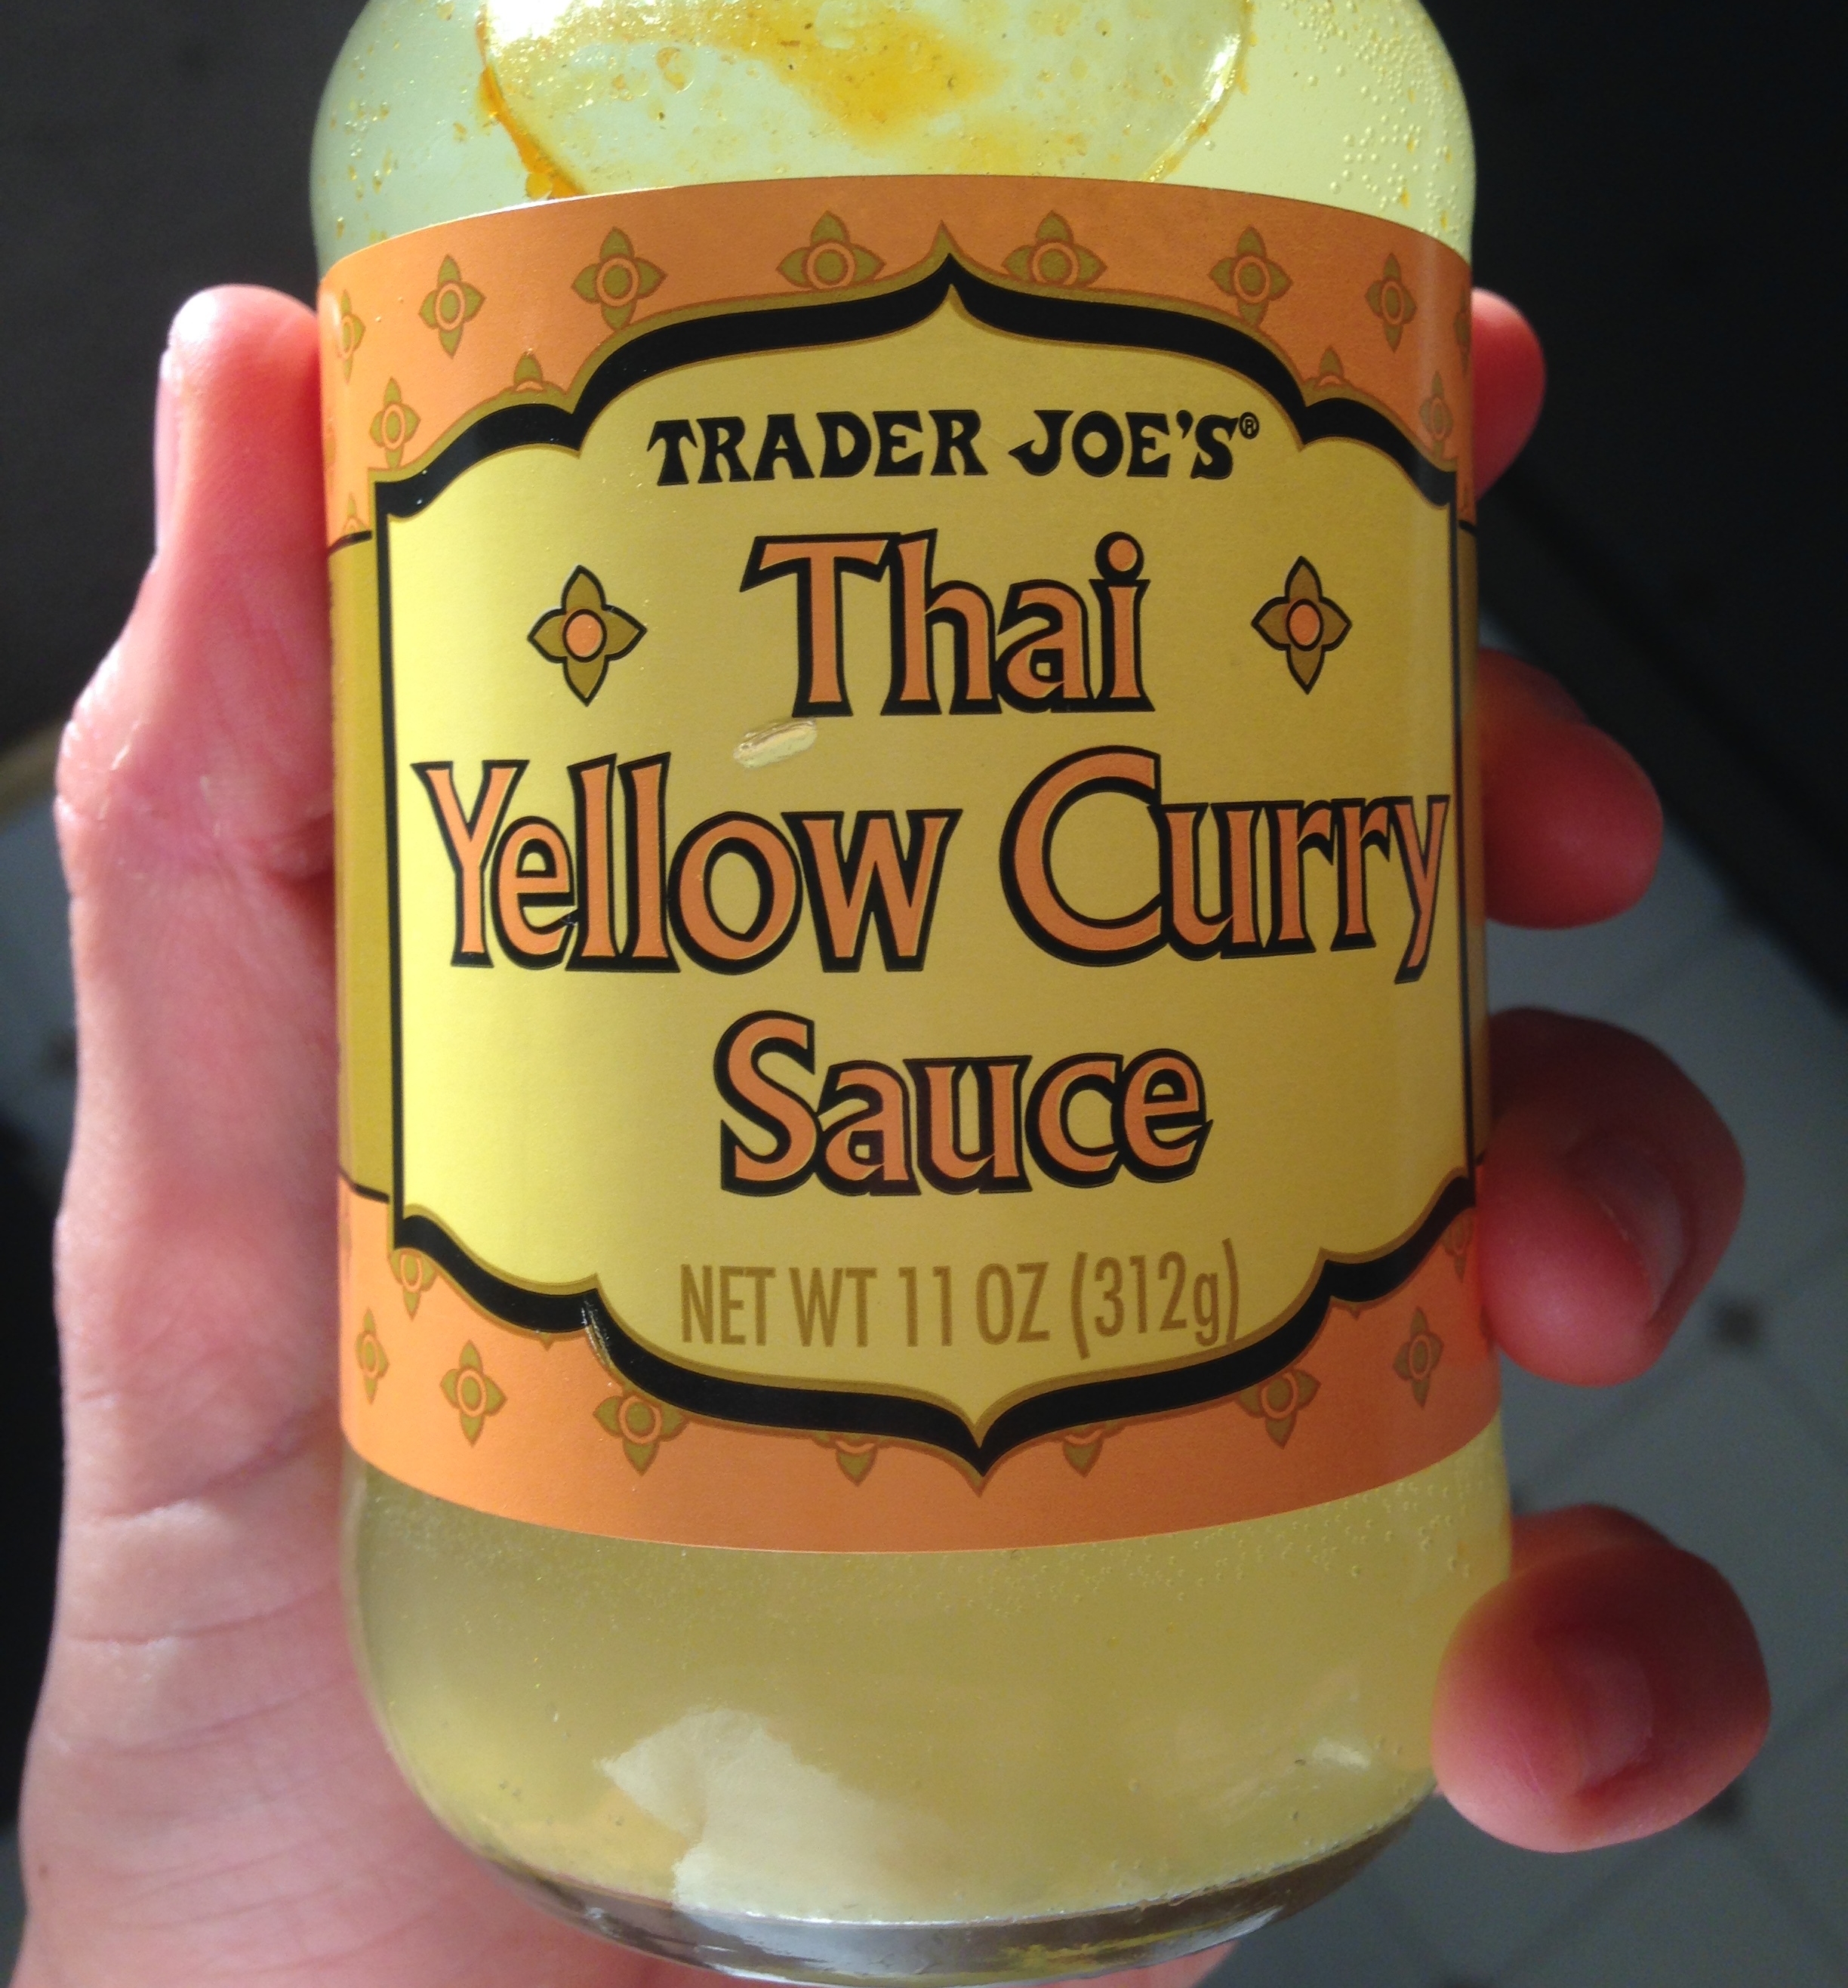 TRADER JOE'S®
Thai
Yellow Curry
Sauce
NET WT 11 OZ (312g)